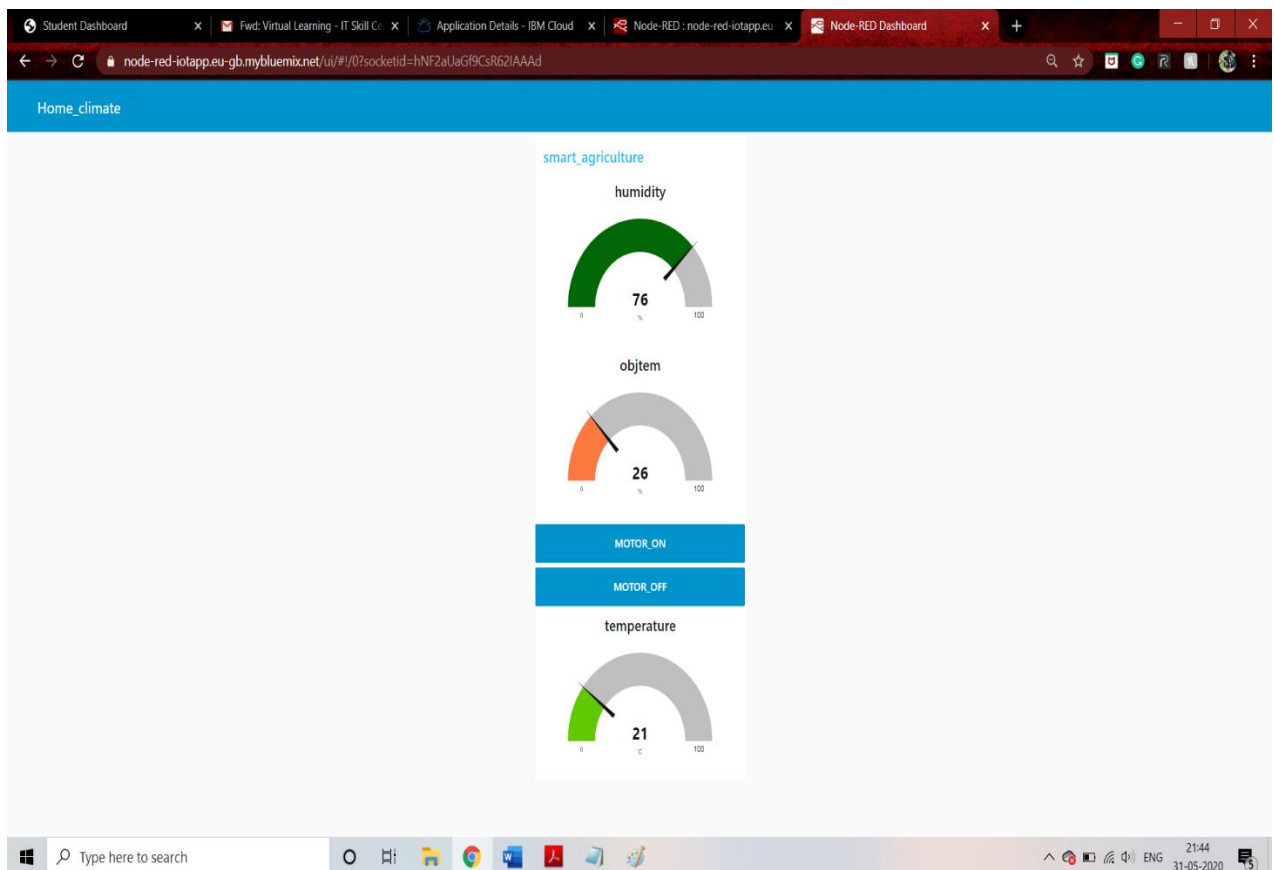 Student Dashboard
Fwd: Virtual Learning - IT Skill Ce
Application Details - IBM Cloud
Node-RED : node-red-iotapp.eu-
Node-RED Dashboard
node-red-iotapp.eu-gb.mybluemix.net/ui/#!/0?socketid=hNF2aUaGf9CsR62IAAAd
Home_climate
smart_agriculture
humidity
76
0 % 100
objtem
26
0 % 100
MOTOR_ON
MOTOR_OFF
temperature
21
0 C 100
Type here to search
ENG
21:44
31-05-2020